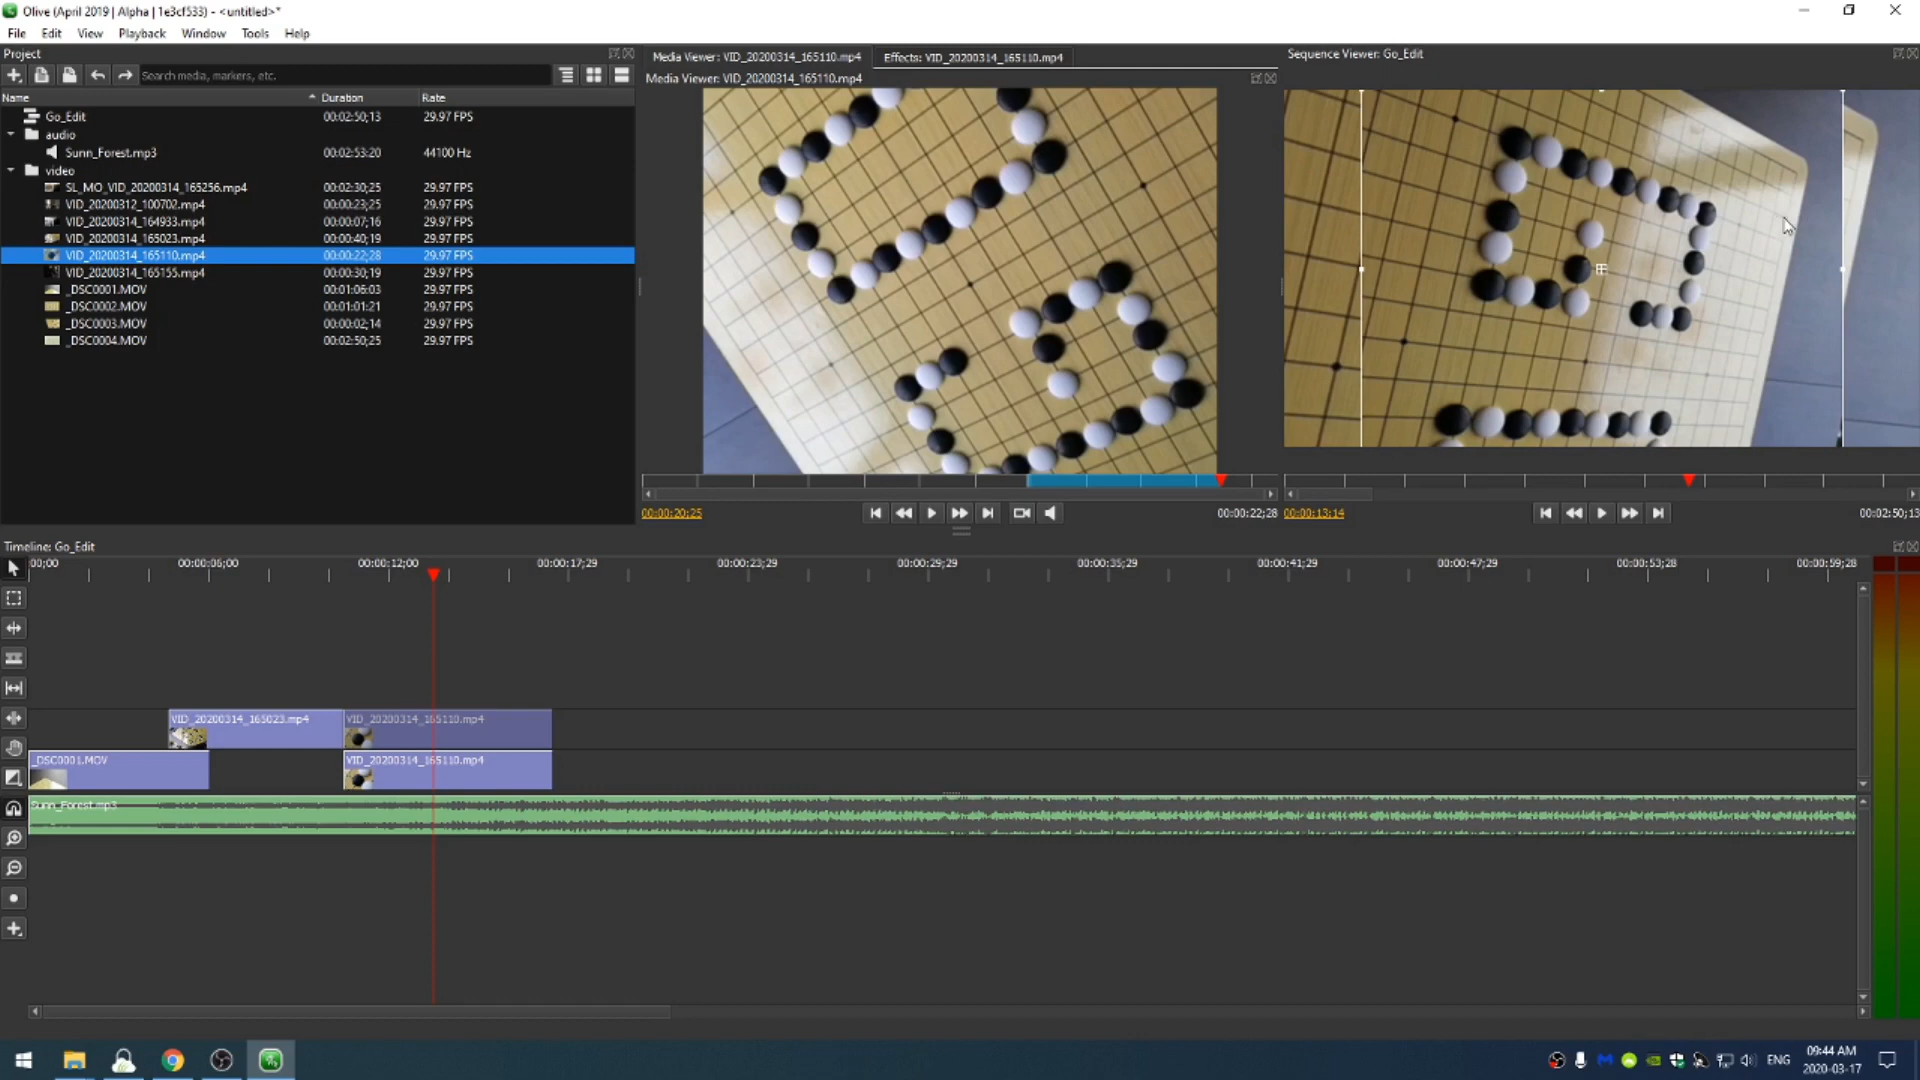 Olive (April 2019 | Alpha | 1e3cf533) - <untitled>*
File Edit View Playback Window Tools Help
Project
Search media, markers, etc.
Name Duration Rate
Go_Edit 00:02:50;13 29.97 FPS
audio
Sunn_Forest.mp3 00:02:53:20 44100 Hz
video
SL_MO_VID_20200314_165256.mp4 00:02:30;25 29.97 FPS
VID_20200312_100702.mp4 00:00:23;25 29.97 FPS
VID_20200314_164933.mp4 00:00:07;16 29.97 FPS
VID_20200314_165023.mp4 00:00:40;19 29.97 FPS
VID_20200314_165110.mp4 00:00:22;28 29.97 FPS
VID_20200314_165155.mp4 00:00:30;19 29.97 FPS
_DSC0001.MOV 00:01:06;03 29.97 FPS
_DSC0002.MOV 00:01:01;21 29.97 FPS
_DSC0003.MOV 00:00:02;14 29.97 FPS
_DSC0004.MOV 00:02:50;25 29.97 FPS
Media Viewer: VID_20200314_165110.mp4 Effects: VID_20200314_165110.mp4
Media Viewer: VID_20200314_165110.mp4
00:00:20;25 00:00:22;28
Sequence Viewer: Go_Edit
00:00:13;14 00:02:50;13
Timeline: Go_Edit
00;00 00:00:06;00 00:00:12;00 00:00:17;29 00:00:23;29 00:00:29;29 00:00:35;29 00:00:41;29 00:00:47;29 00:00:53;28 00:00:59;28
VID_20200314_165023.mp4 VID_20200314_165110.mp4
_DSC0001.MOV VID_20200314_165110.mp4
Sunn_Forest.mp3
ENG
09:44 AM
2020-03-17